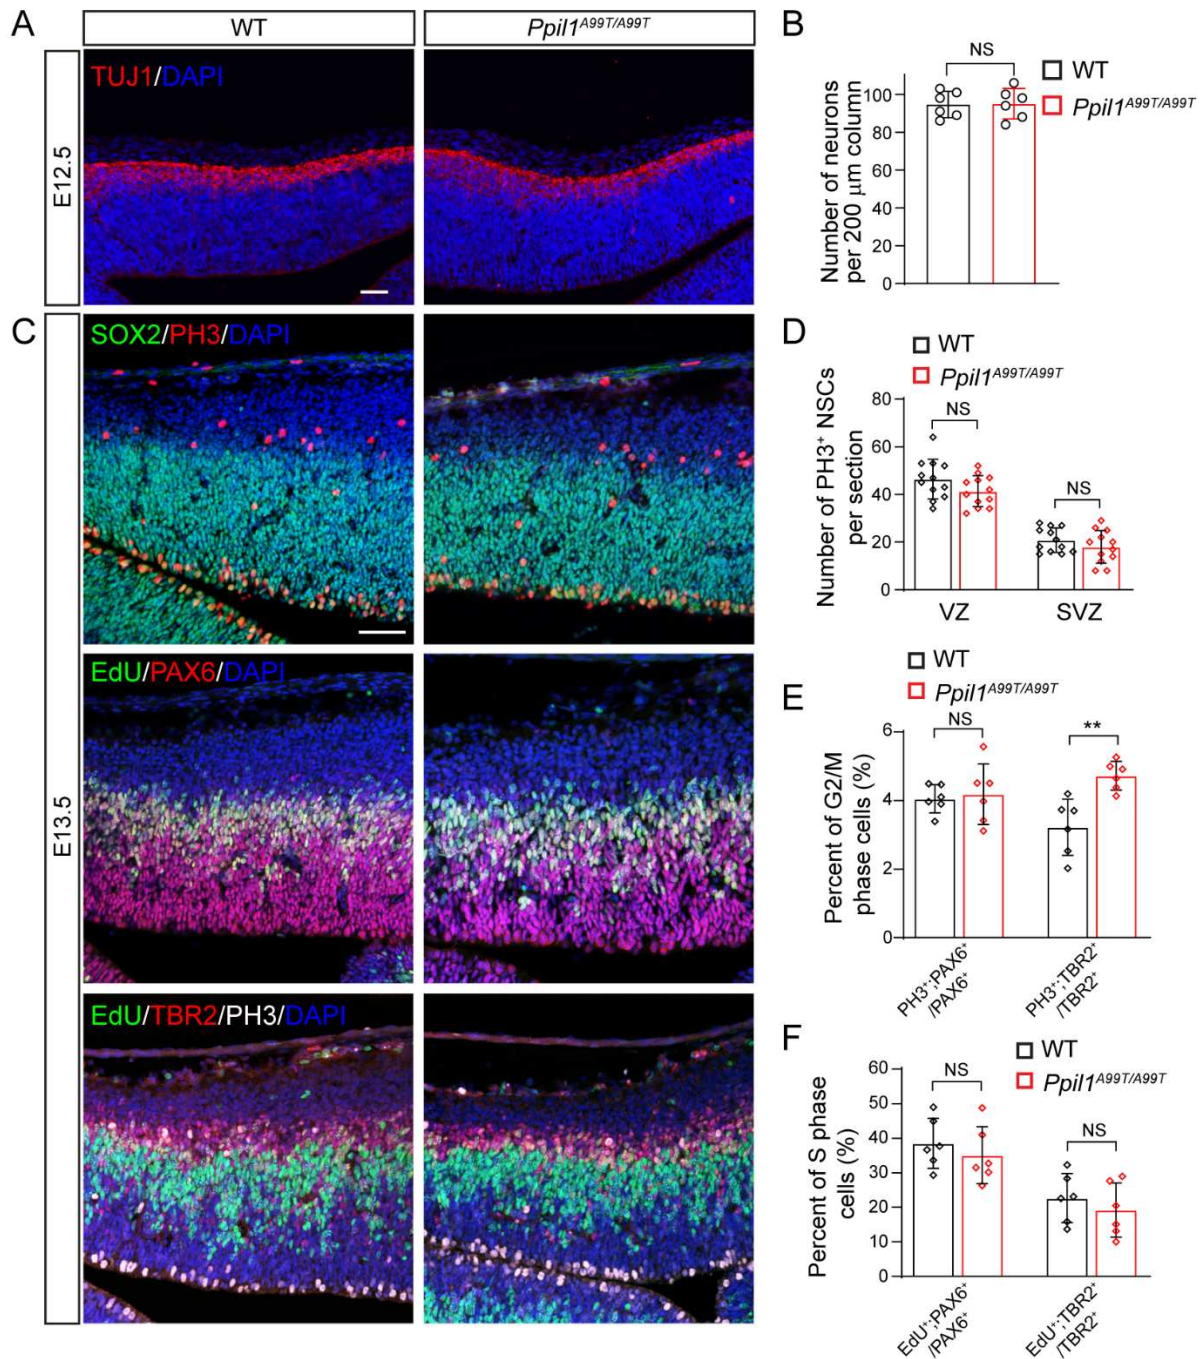 A
WT
Ppil1A99T/A99T
E12.5
TUJ1/DAPI
B
Number of neurons
per 200 μm column
0
20
40
60
80
100
NS
WT
Ppil1A99T/A99T
C
E13.5
SOX2/PH3/DAPI
EdU/PAX6/DAPI
EdU/TBR2/PH3/DAPI
D
WT
Ppil1A99T/A99T
Number of PH3+ NSCs
per section
80
60
40
20
0
NS
NS
VZ
SVZ
E
WT
Ppil1A99T/A99T
Percent of G2/M
phase cells (%)
6
4
2
0
NS
**
PH3+;PAX6+
/PAX6+
PH3+;TBR2+
/TBR2+
F
WT
Ppil1A99T/A99T
Percent of S phase
cells (%)
60
50
40
30
20
10
0
NS
NS
EdU+;PAX6+
/PAX6+
EdU+;TBR2+
/TBR2+